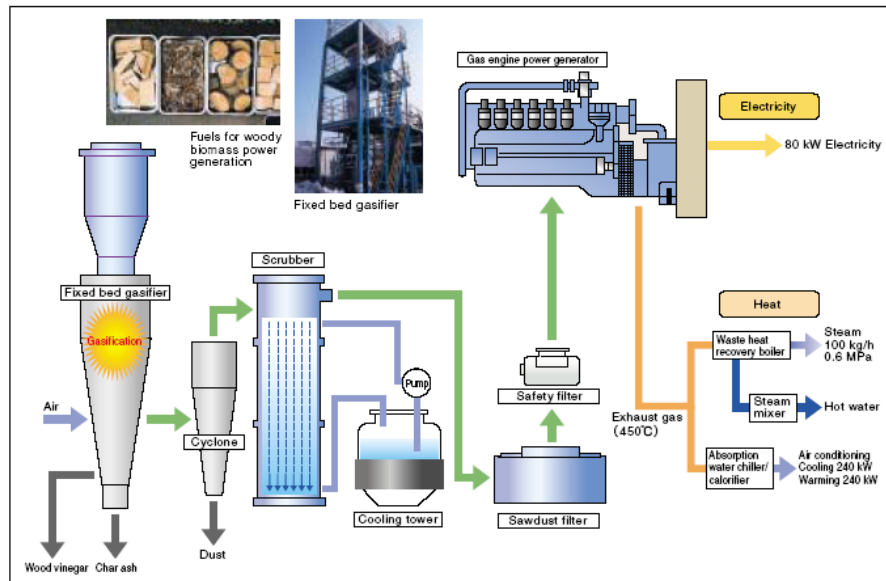 Fuels for woody
biomass power
generation
Fixed bed gasifier
Gas engine power generator
Electricity
80 kW Electricity
Fixed bed gasifier
Gasification
Air
Wood vinegar
Char ash
Cyclone
Dust
Scrubber
Pump
Cooling tower
Safety filter
Sawdust filter
Exhaust gas
(450℃)
Heat
Waste heat
recovery boiler
Steam
100 kg/h
0.6 MPa
Steam
mixer
Hot water
Absorption
water chiller/
calorifier
Air conditioning
Cooling 240 kW
Warming 240 kW